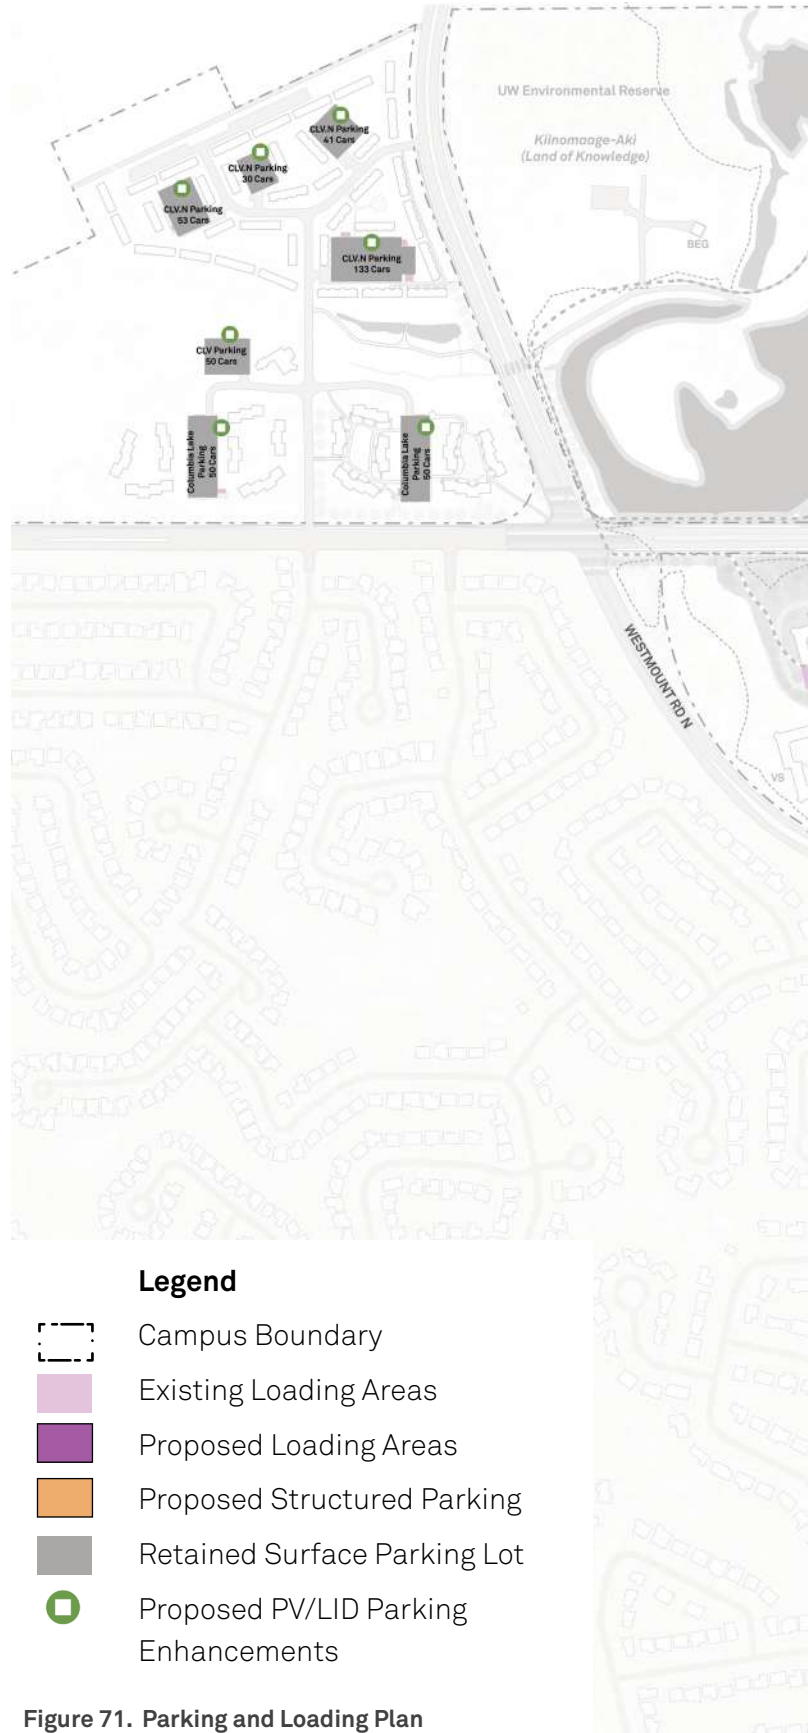 UW Environmental Reserve
Kiinomaage-Aki
(Land of Knowledge)
BEG
CLV.N Parking
41 Cars
CLV.N Parking
30 Cars
CLV.N Parking
53 Cars
CLV.N Parking
133 Cars
CLV Parking
50 Cars
Columbia Lake
Parking
50 Cars
Columbia Lake
Parking
50 Cars
WESTMOUNT RD N
VS
Legend
Campus Boundary
Existing Loading Areas
Proposed Loading Areas
Proposed Structured Parking
Retained Surface Parking Lot
Proposed PV/LID Parking
Enhancements
Figure 71. Parking and Loading Plan